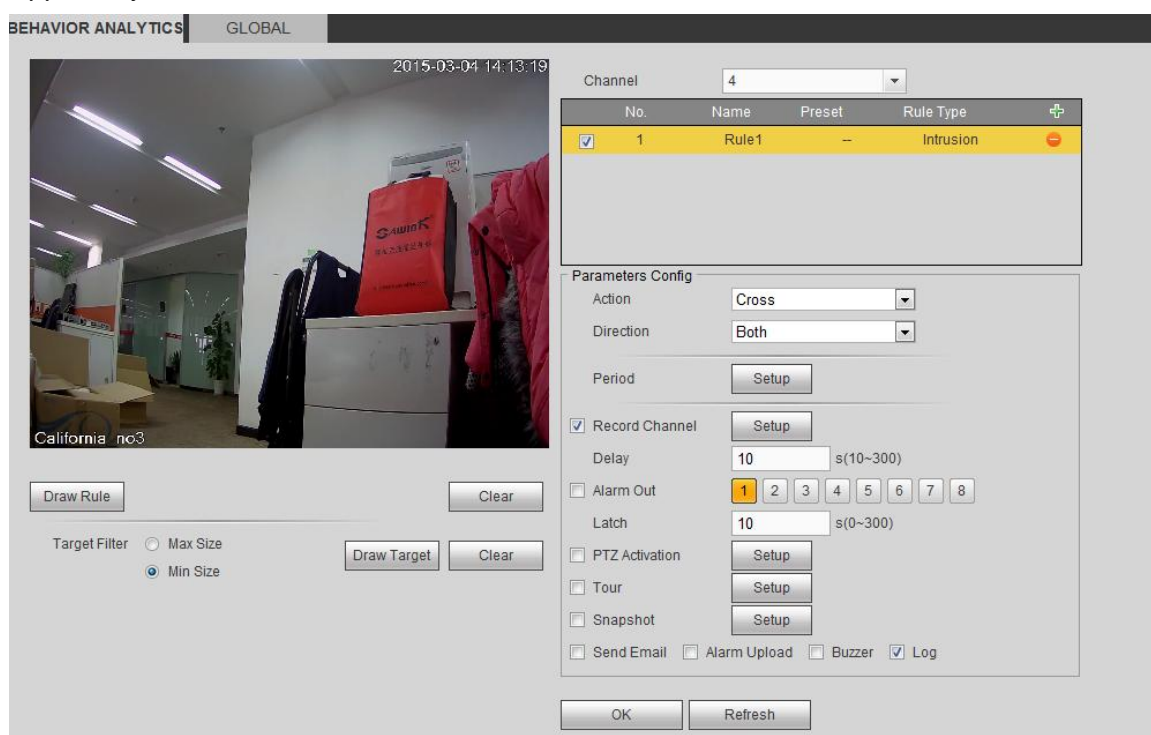 BEHAVIOR ANALYTICS GLOBAL
2015-03-04 14:13:19
SAWINK
California no3
Draw Rule Clear
Target Filter Max Size
Min Size
Draw Target Clear
Channel 4
No. Name Preset Rule Type
1 Rule1 -- Intrusion
Parameters Config
Action Cross
Direction Both
Period Setup
Record Channel Setup
Delay 10 s(10~300)
Alarm Out 1 2 3 4 5 6 7 8
Latch 10 s(0~300)
PTZ Activation Setup
Tour Setup
Snapshot Setup
Send Email Alarm Upload Buzzer Log
OK Refresh